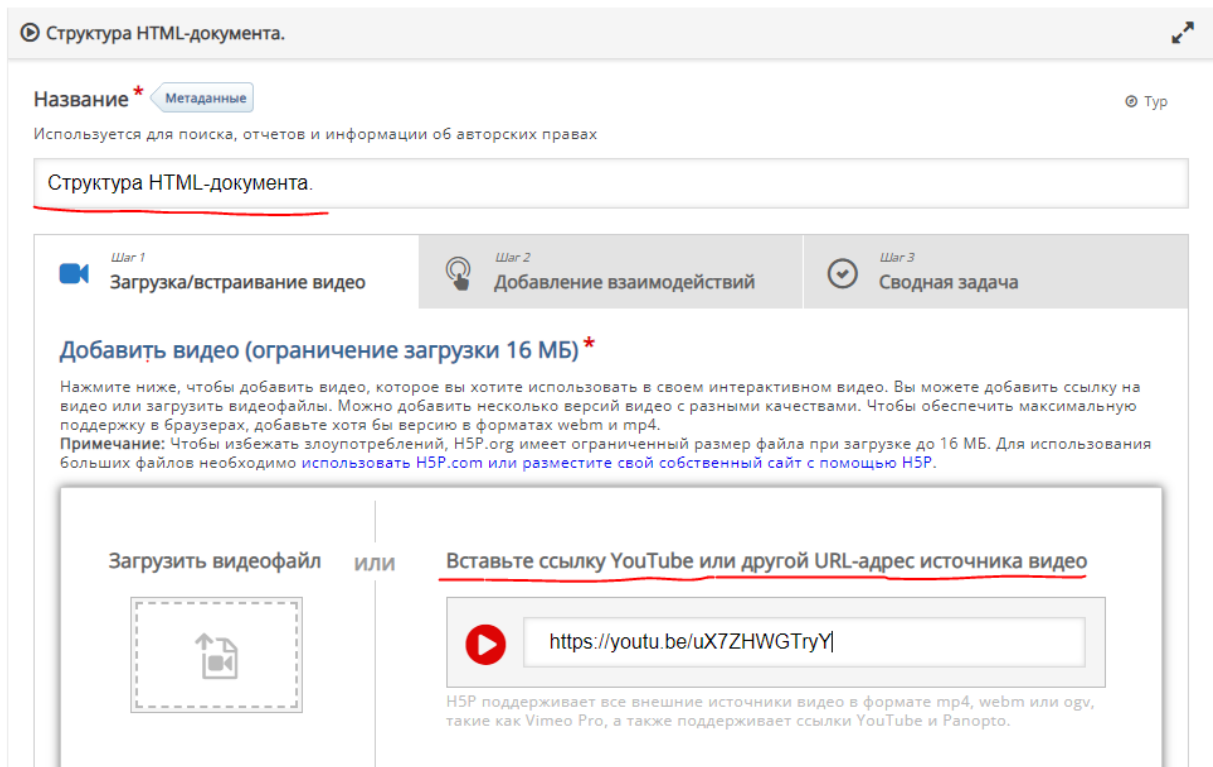 Структура HTML-документа.
Название * Метаданные
Тур
Используется для поиска, отчетов и информации об авторских правах
Структура HTML-документа.
Шаг 1
Загрузка/встраивание видео
Шаг 2
Добавление взаимодействий
Шаг 3
Сводная задача
Добавить видео (ограничение загрузки 16 МБ) *
Нажмите ниже, чтобы добавить видео, которое вы хотите использовать в своем интерактивном видео. Вы можете добавить ссылку на
видео или загрузить видеофайлы. Можно добавить несколько версий видео с разными качествами. Чтобы обеспечить максимальную
поддержку в браузерах, добавьте хотя бы версию в форматах webm и mp4.
Примечание: Чтобы избежать злоупотреблений, H5P.org имеет ограниченный размер файла при загрузке до 16 МБ. Для использования
больших файлов необходимо использовать H5P.com или разместите свой собственный сайт с помощью H5P.
Загрузить видеофайл
или
Вставьте ссылку YouTube или другой URL-адрес источника видео
https://youtu.be/uX7ZHWGTryY
H5P поддерживает все внешние источники видео в формате mp4, webm или ogv,
такие как Vimeo Pro, а также поддерживает ссылки YouTube и Panopto.